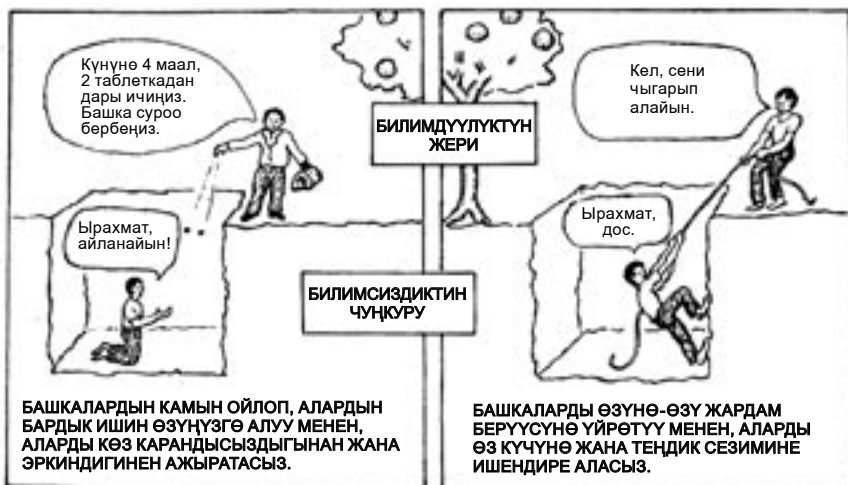 Күнүнө 4 маал,
2 таблеткадан
дары ичиңиз.
Башка суроо
бербеңиз.
Ырахмат,
айланайын!
БИЛИМДҮҮЛҮКТҮН
ЖЕРИ
БИЛИМСИЗДИКТИН
ЧУҢКУРУ
Кел, сени
чыгарып
алайын.
Ырахмат,
дос.
БАШКАЛАРДЫН КАМЫН ОЙЛОП, АЛАРДЫН
БАРДЫК ИШИН ӨЗҮҢҮЗГӨ АЛУУ МЕНЕН,
АЛАРДЫ КӨЗ КАРАНДЫСЫЗДЫГЫНАН ЖАНА
ЭРКИНДИГИНЕН АЖЫРАТАСЫЗ.
БАШКАЛАРДЫ ӨЗҮНӨ-ӨЗҮ ЖАРДАМ
БЕРҮҮСҮНӨ ҮЙРӨТҮҮ МЕНЕН, АЛАРДЫ
ӨЗ КҮЧҮНӨ ЖАНА ТЕҢДИК СЕЗИМИНЕ
ИШЕНДИРЕ АЛАСЫЗ.